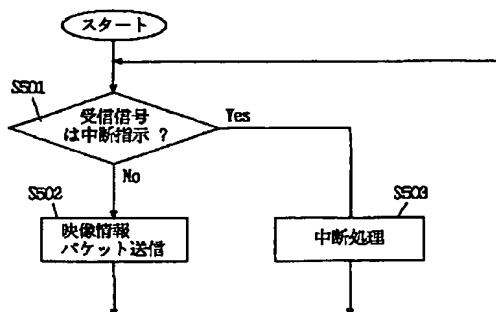 スタート
S501
受信信号
は中断指示 ?
Yes
No
S502
映像情報
パケット送信
S503
中断処理